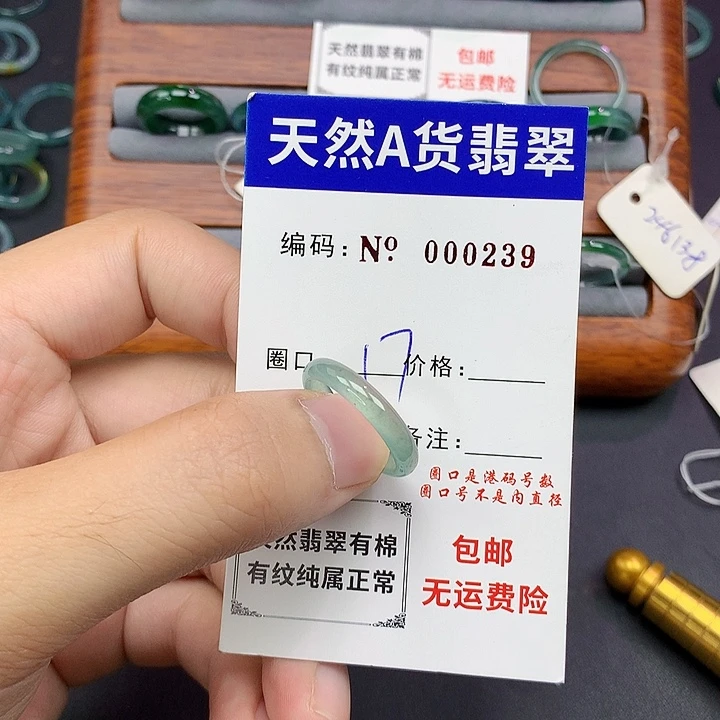 天然翡翠有棉
有纹纯属正常
包邮
无运费险
天然A货翡翠
编码：Nº 000239
圈口 17 价格：
备注：
圈口是港码号数
圈口号不是内直径
然翡翠有棉
有纹纯属正常
包邮
无运费险